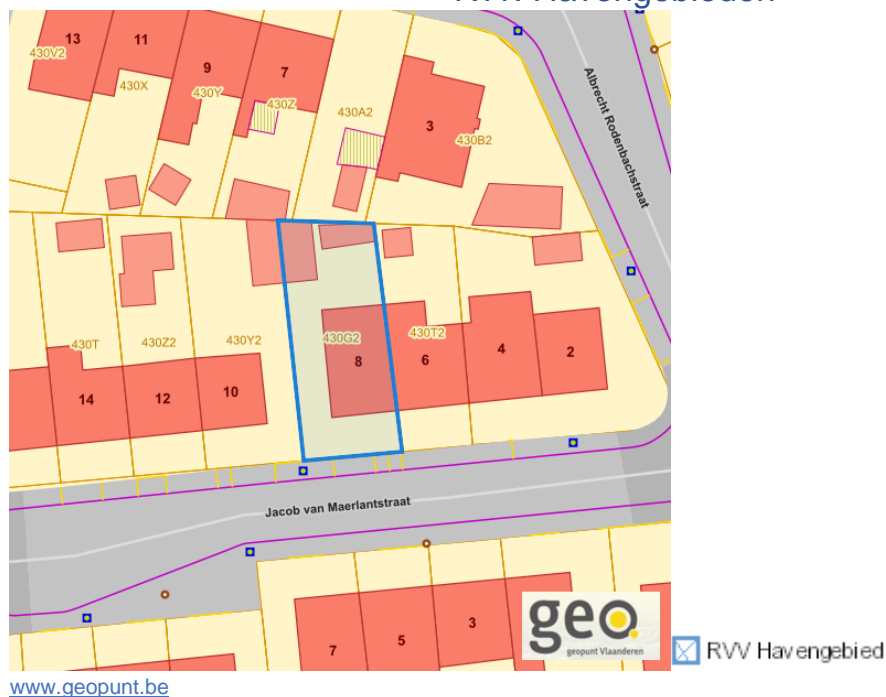 13
11
9
7
3
430V2
430X
430Y
430Z
430A2
430B2
Albrecht Rodenbachstraat
430T
430Z2
430Y2
430G2
430T2
14
12
10
8
6
4
2
Jacob van Maerlantstraat
7
5
3
geo
geopunt Vlaanderen
RVV Havengebied
www.geopunt.be